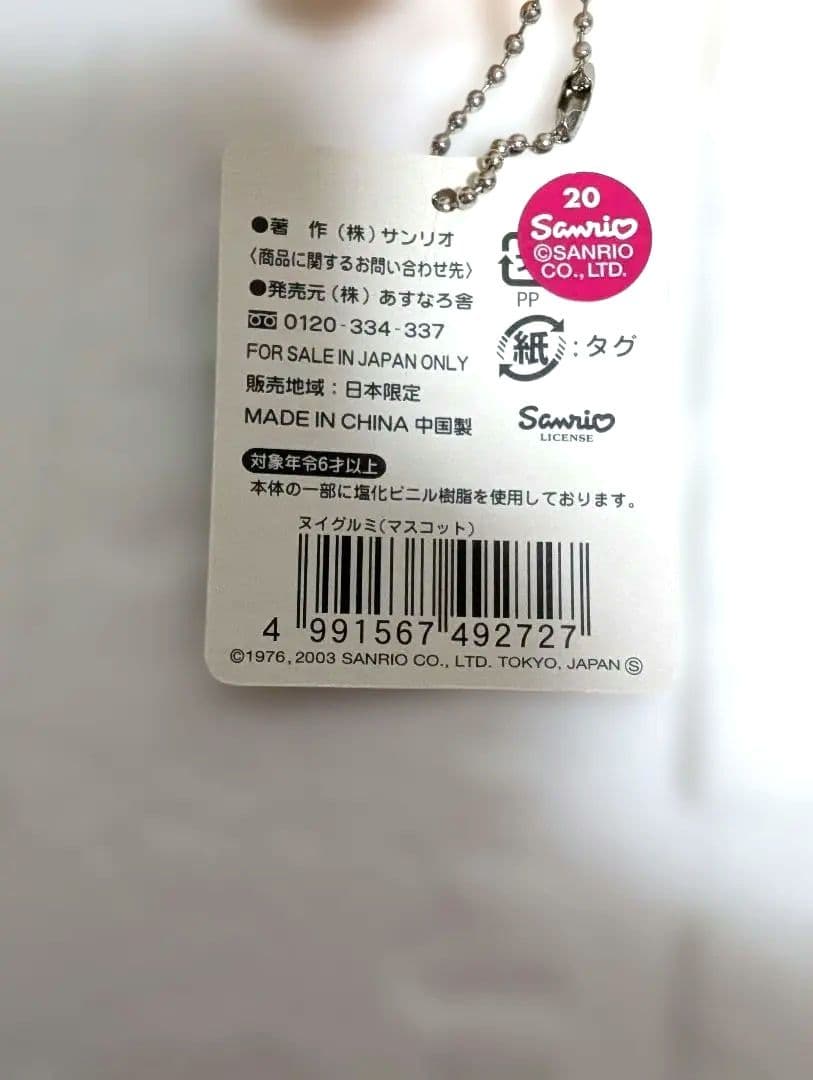 ●著　作（株）サンリオ
〈商品に関するお問い合わせ先〉
●発売元（株）あすなろ舎
0120-334-337
FOR SALE IN JAPAN ONLY
販売地域：日本限定
MADE IN CHINA 中国製
20
Sanrio
©SANRIO
CO., LTD.
PP
紙：タグ
Sanrio
LICENSE
対象年令6才以上
本体の一部に塩化ビニル樹脂を使用しております。
ヌイグルミ（マスコット）
4 991567 492727
©1976, 2003 SANRIO CO., LTD. TOKYO, JAPAN Ⓢ